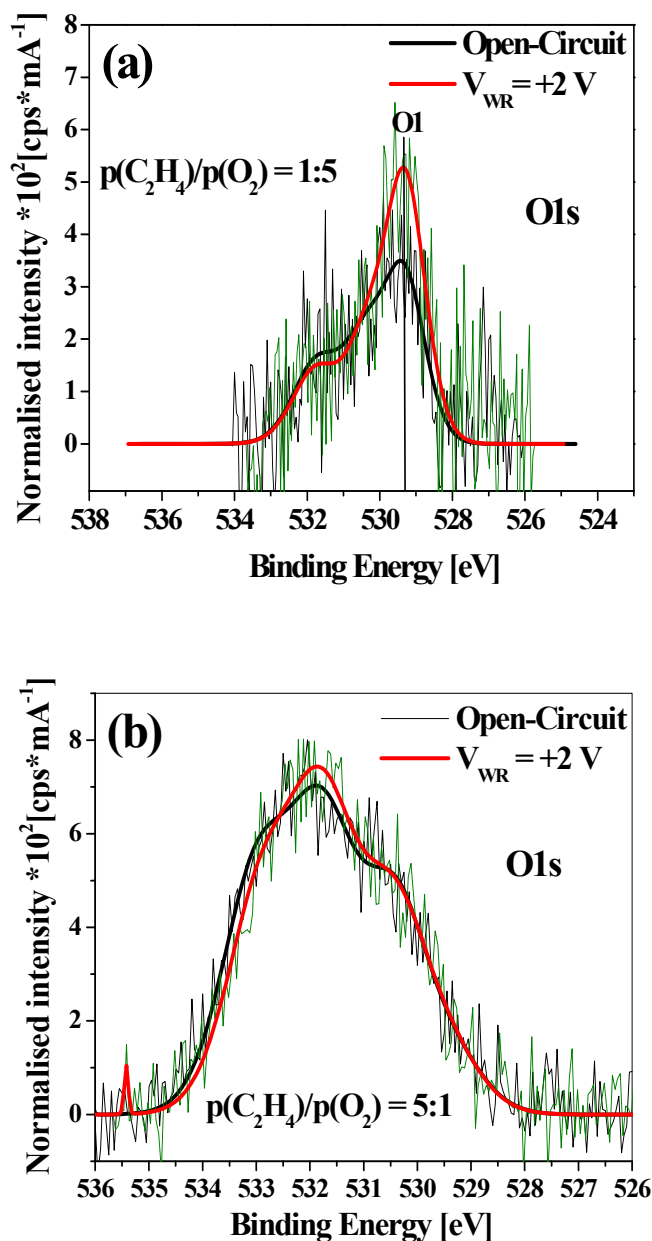 (a)
Open-Circuit
V_WR = +2 V
O1
p(C₂H₄)/p(O₂) = 1:5
O1s
Normalised intensity *10²[cps*mA⁻¹]
8
7
6
5
4
3
2
1
0
538 536 534 532 530 528 526 524
Binding Energy [eV]
(b)
Open-Circuit
V_WR = +2 V
O1s
p(C₂H₄)/p(O₂) = 5:1
Normalised intensity *10²[cps*mA⁻¹]
8
6
4
2
0
536 535 534 533 532 531 530 529 528 527 526
Binding Energy [eV]